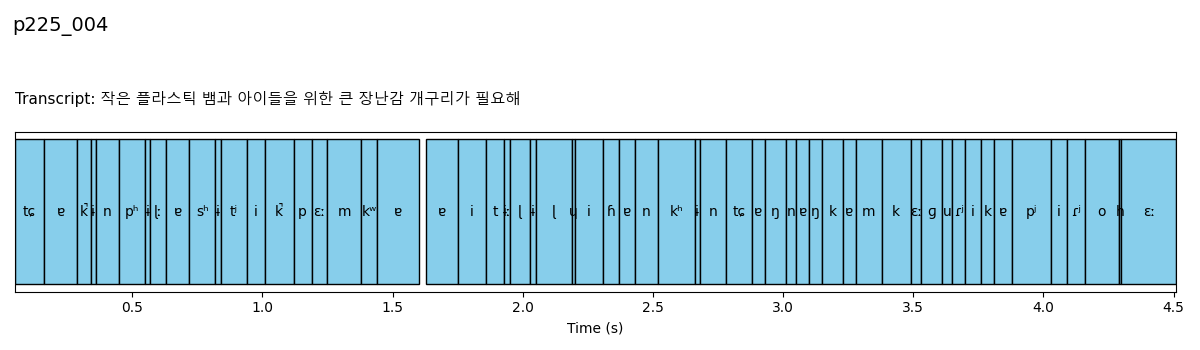 p225_004
Transcript: 작은 플라스틱 뱀과 아이들을 위한 큰 장난감 개구리가 필요해
tɕ ɐ k̚ ɨ n pʰ ɨ ɭː ɐ sʰ ɨ tʲ i k̚ p ɛː m kʷ ɐ ɐ i t ɨː ɭ ɨ ɭ ɥ i ɦ ɐ n kʰ ɨ n tɕ ɐ ŋ n ɐ ŋ k ɐ m k ɛː ɡ u ɾʲ i k ɐ pʲ i ɾʲ o h ɛː
0.5 1.0 1.5 2.0 2.5 3.0 3.5 4.0 4.5
Time (s)